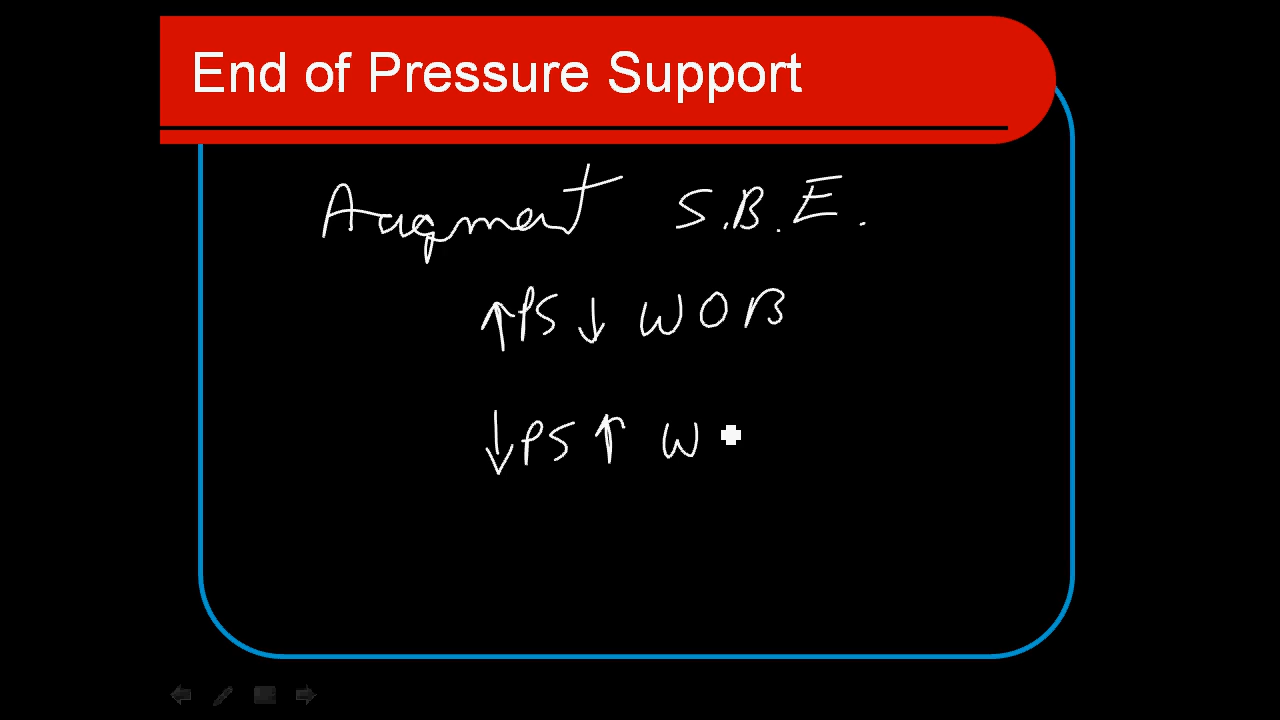 End of Pressure Support
Augment S.B.E.
↑PS ↓ WOB
↓PS ↑ W